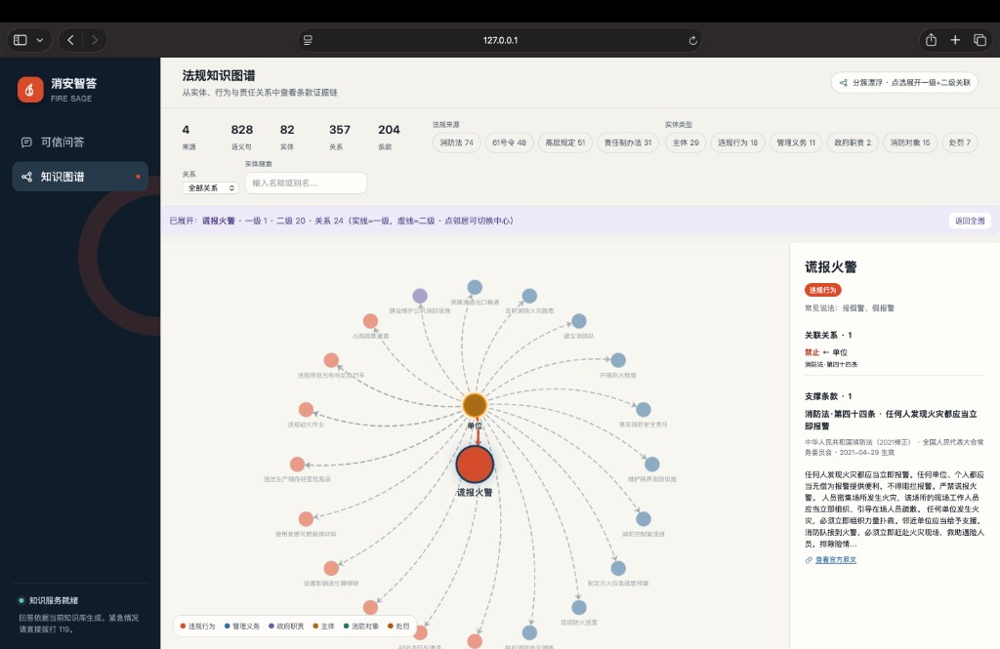 127.0.0.1
消安智答
FIRE SAGE
可信问答
知识图谱
知识服务就绪
回答依据当前知识库生成。紧急情况
请直接拨打 119。
法规知识图谱
从实体、行为与责任关系中查看条款证据链
分簇漂浮 · 点选展开一级+二级关联
4 828 82 357 204
来源 语义句 实体 关系 条款
法规来源
消防法 74 61号令 48 高层规定 51 责任制办法 31
实体类型
主体 29 违规行为 18 管理义务 11 政府职责 2 消防对象 15 处罚 7
关系
全部关系
实体搜索
输入名称或别名…
已展开：谎报火警 · 一级 1 · 二级 20 · 关系 24（实线=一级，虚线=二级 · 点邻居可切换中心）
返回全图
建设维护公共消防设施
保障通道出口畅通
及时消除火灾隐患
占用疏散通道
建立消防队
违规停放充电电动自行车
开展防火检查
违规动火作业
落实消防安全责任
单位
违法生产储存经营危险品
谎报火警
维护保养消防设施
使用易燃可燃装修材料
消防控制室值班
设置影响逃生障碍物
制定灭火应急疏散预案
组织防火巡查
违规行为 管理义务 政府职责 主体 消防对象 处罚
谎报火警
违规行为
常见说法：报假警、假报警
关联关系 · 1
禁止 ← 单位
消防法·第四十四条
支撑条款 · 1
消防法·第四十四条 · 任何人发现火灾都应当立
即报警
中华人民共和国消防法（2021修正） · 全国人民代表大会常
务委员会 · 2021-04-29 生效
任何人发现火灾都应当立即报警。任何单位、个人都应
当无偿为报警提供便利，不得阻拦报警。严禁谎报火
警。 人员密集场所发生火灾，该场所的现场工作人员
应当立即组织、引导在场人员疏散。 任何单位发生火
灾，必须立即组织力量扑救。邻近单位应当给予支援。
消防队接到火警，必须立即赶赴火灾现场，救助遇险人
员，排除险情…
查看官方原文